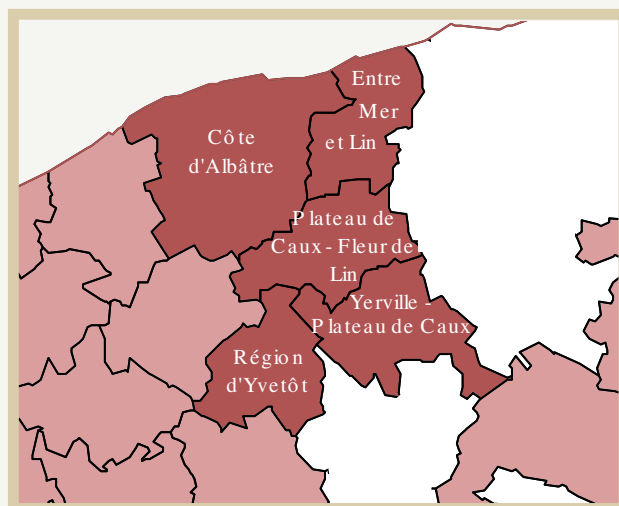 Entre
Mer
et Lin
Côte
d'Albâtre
Plateau de
Caux - Fleur de
Lin
Yerville -
Plateau de Caux
Région
d'Yvetôt